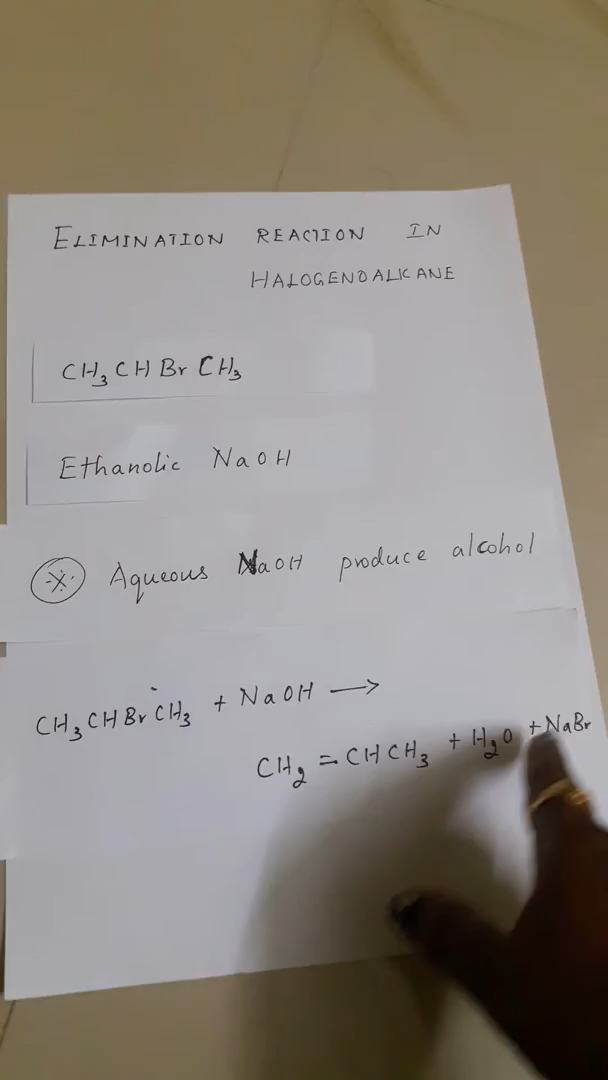 ELIMINATION REACTION IN
HALOGENOALKANE
CH₃CHBrCH₃
Ethanolic NaOH
※ Aqueous NaOH produce alcohol
CH₃CHBrCH₃ + NaOH ⟶
CH₂=CHCH₃ + H₂O + NaBr